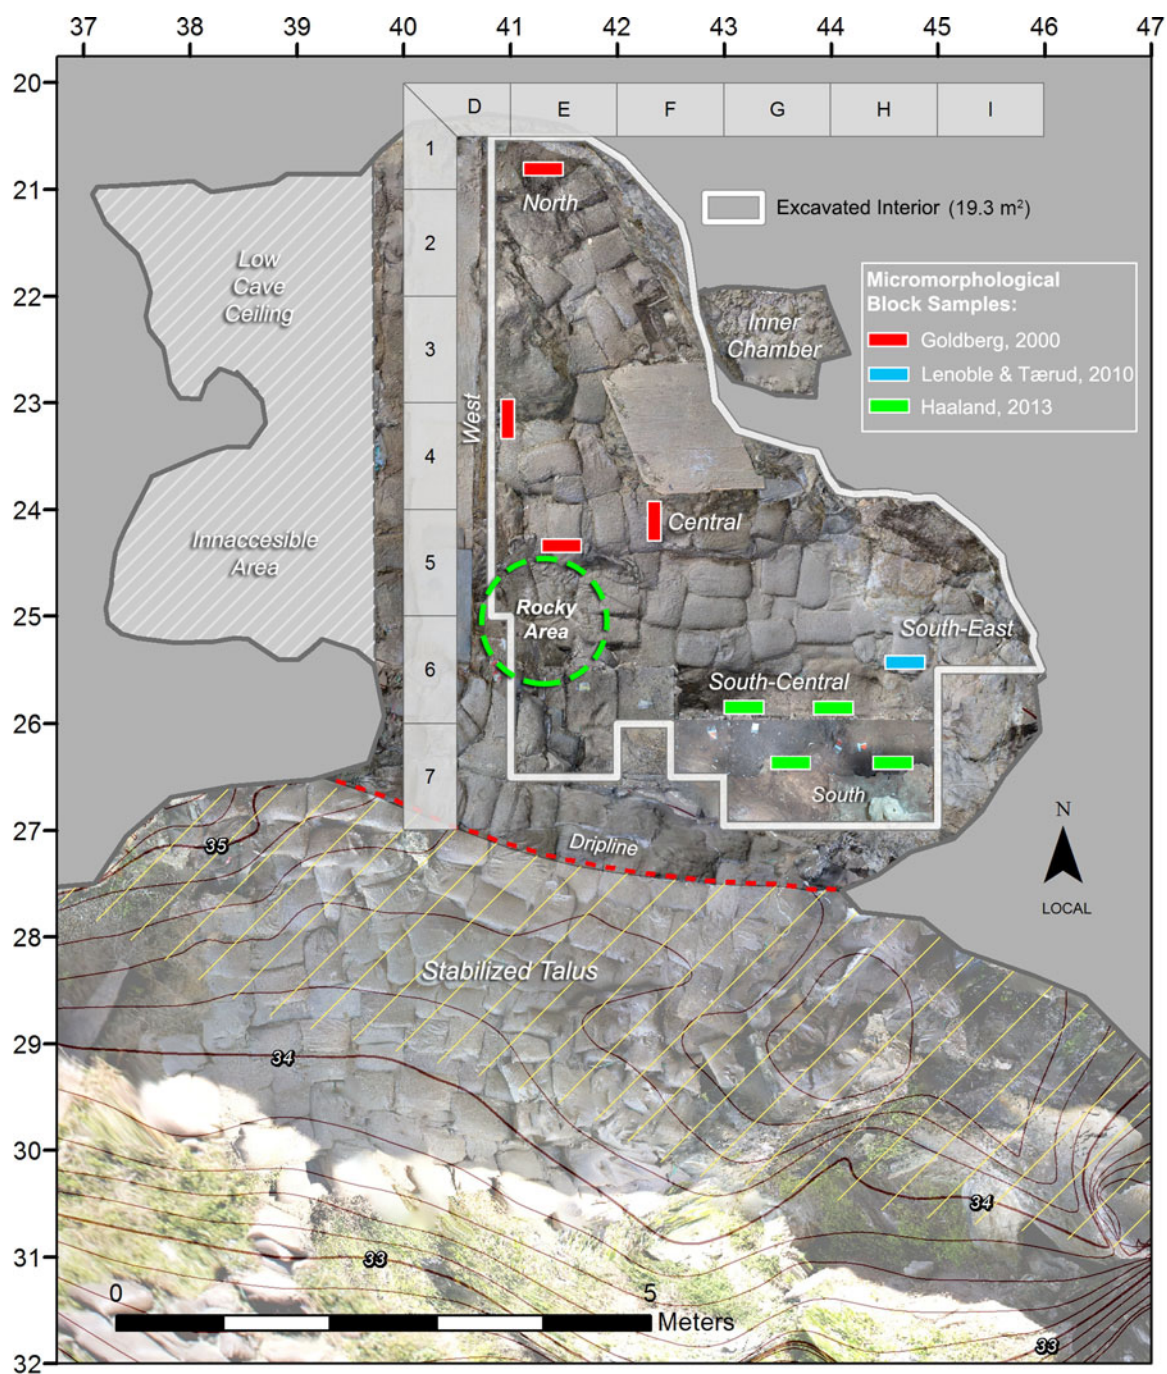 37 38 39 40 41 42 43 44 45 46 47
20
21
22
23
24
25
26
27
28
29
30
31
32
D E F G H I
1
2
3
4
5
6
7
North
Excavated Interior (19.3 m²)
Low
Cave
Ceiling
Micromorphological
Block Samples:
Goldberg, 2000
Lenoble & Tærud, 2010
Haaland, 2013
Inner
Chamber
West
Central
Innaccesible
Area
Rocky
Area
South-East
South-Central
South
Dripline
N
LOCAL
35
Stabilized Talus
34
34
33
33
0 5
Meters